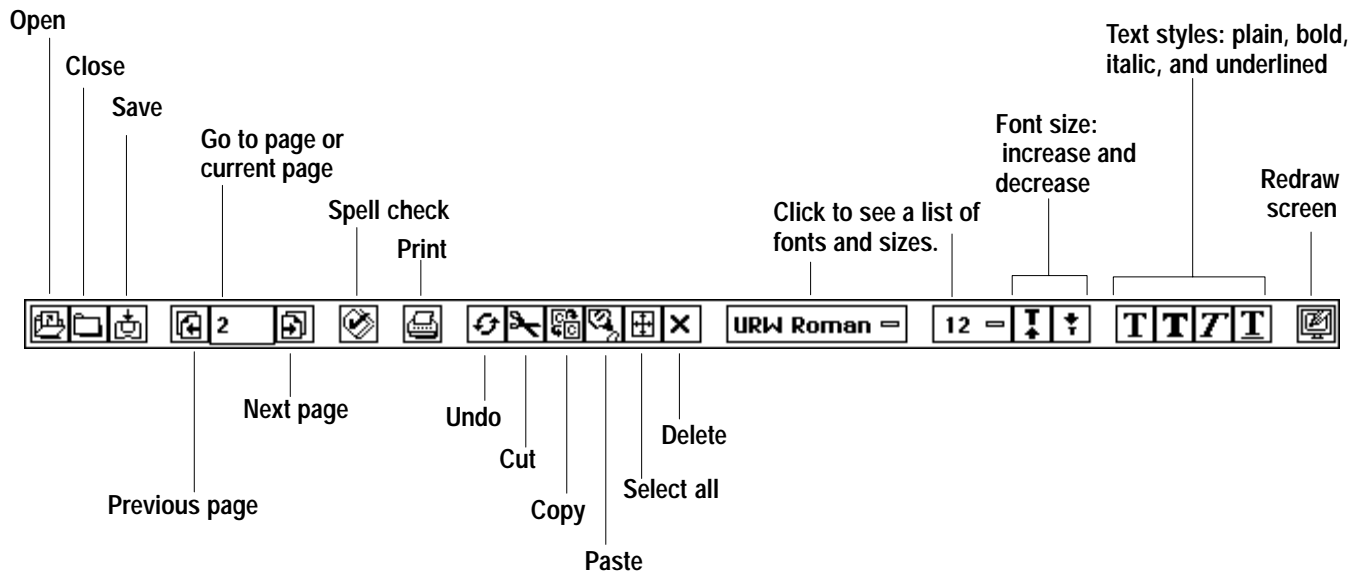 Open
Text styles: plain, bold,
italic, and underlined
Close
Save
Go to page or
current page
Font size:
increase and
decrease
Redraw
screen
Spell check
Click to see a list of
fonts and sizes.
Print
2
URW Roman
12
T T T T
Next page
Undo
Delete
Cut
Previous page
Select all
Copy
Paste